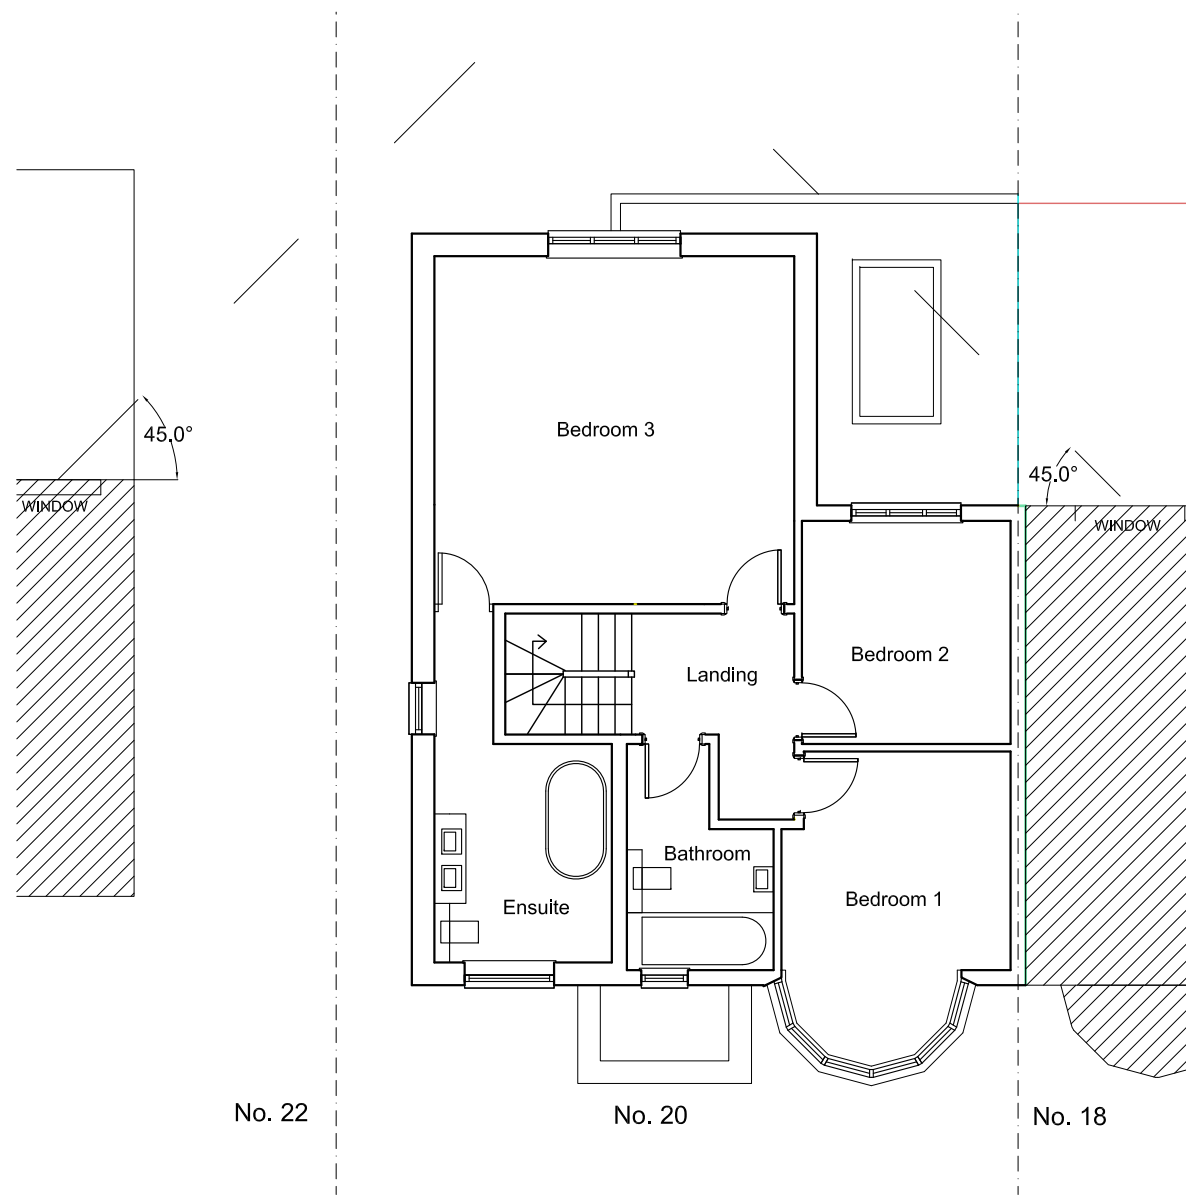 Bedroom 3
45.0°
WINDOW
45.0°
WINDOW
Bedroom 2
Landing
Bathroom
Bedroom 1
Ensuite
No. 22
No. 20
No. 18